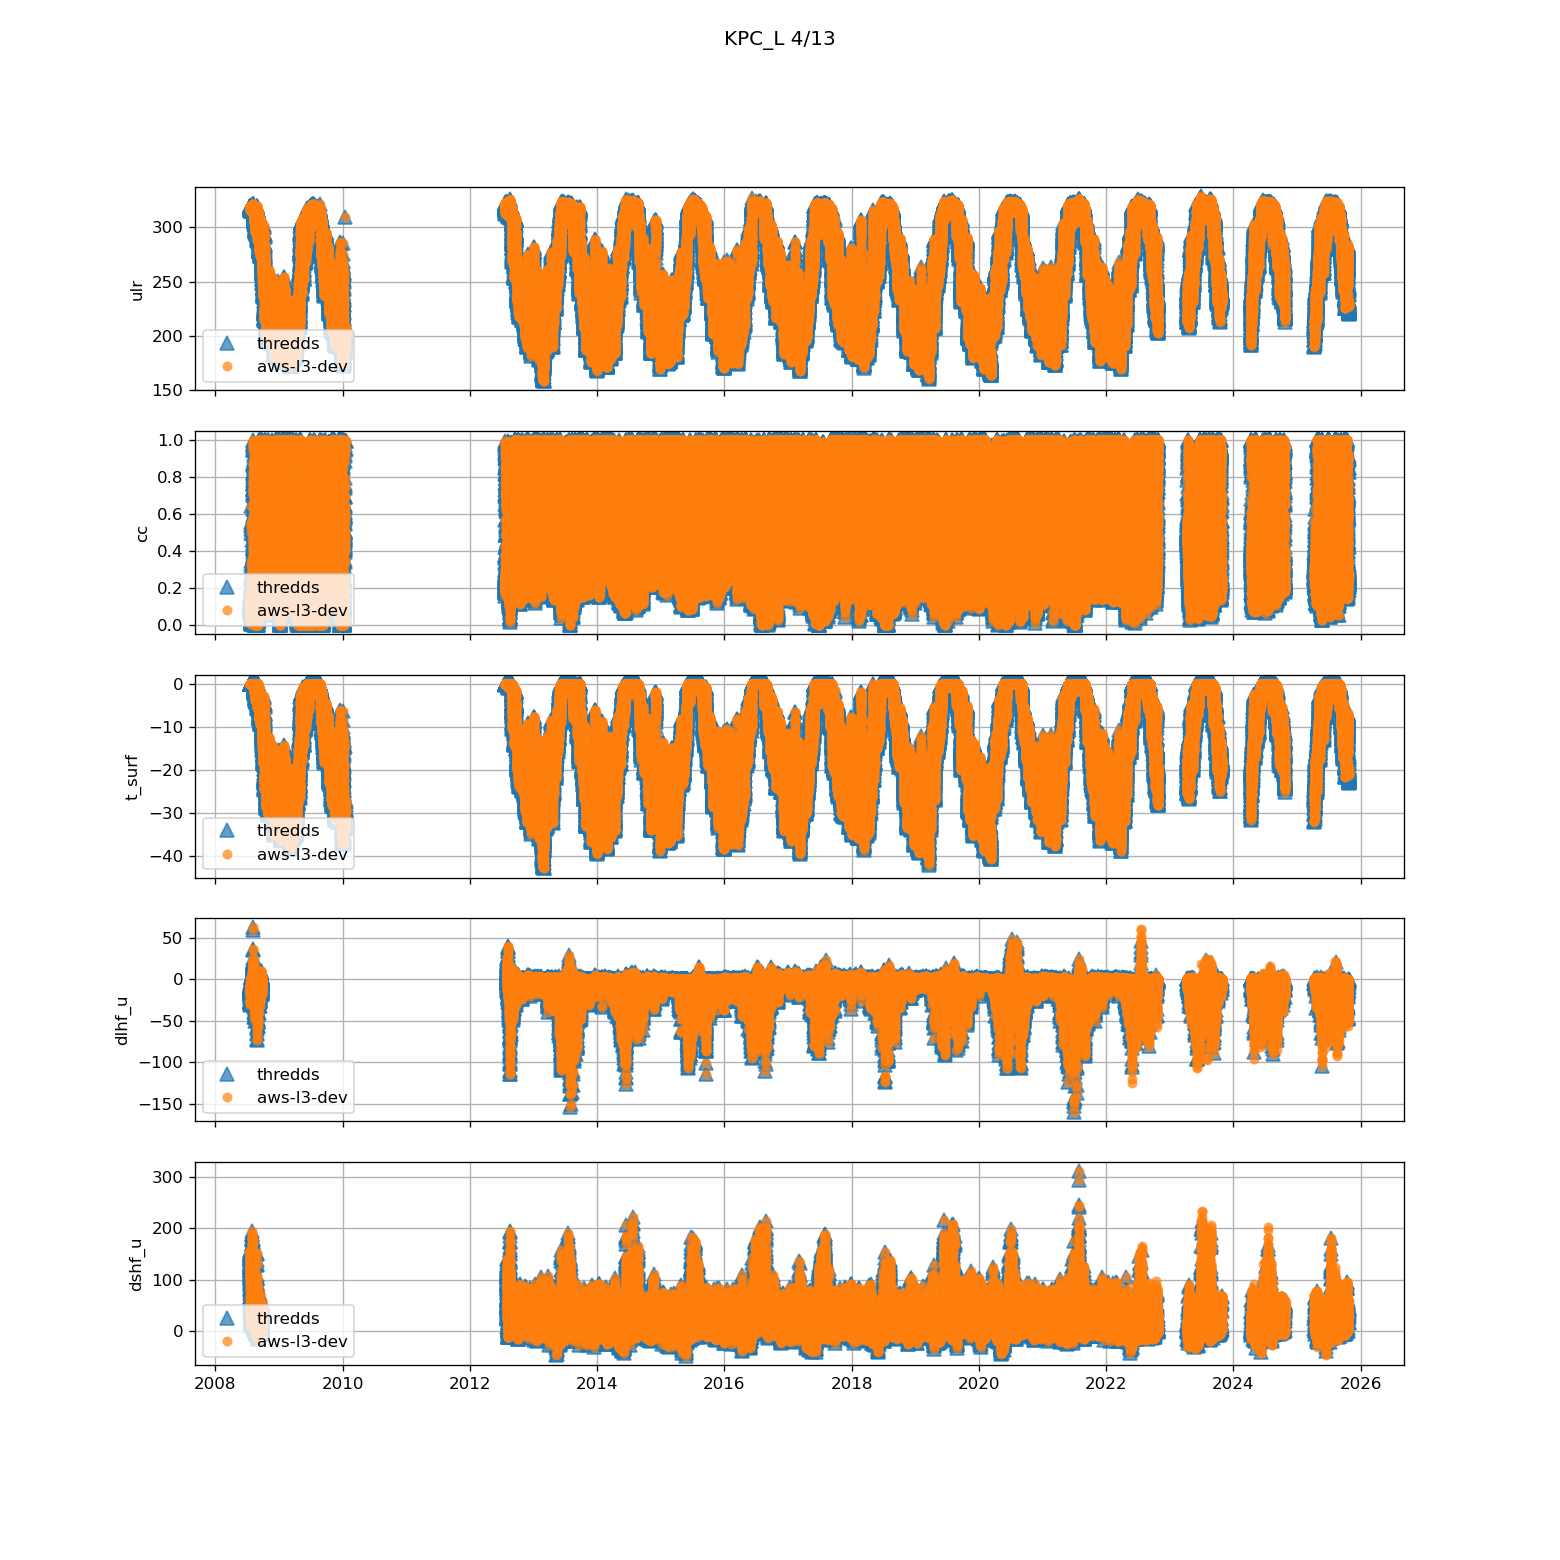 KPC_L 4/13
ulr
300
250
200
150
thredds
aws-l3-dev
cc
1.0
0.8
0.6
0.4
0.2
0.0
thredds
aws-l3-dev
t_surf
0
−10
−20
−30
−40
thredds
aws-l3-dev
dlhf_u
50
0
−50
−100
−150
thredds
aws-l3-dev
dshf_u
300
200
100
0
thredds
aws-l3-dev
2008 2010 2012 2014 2016 2018 2020 2022 2024 2026